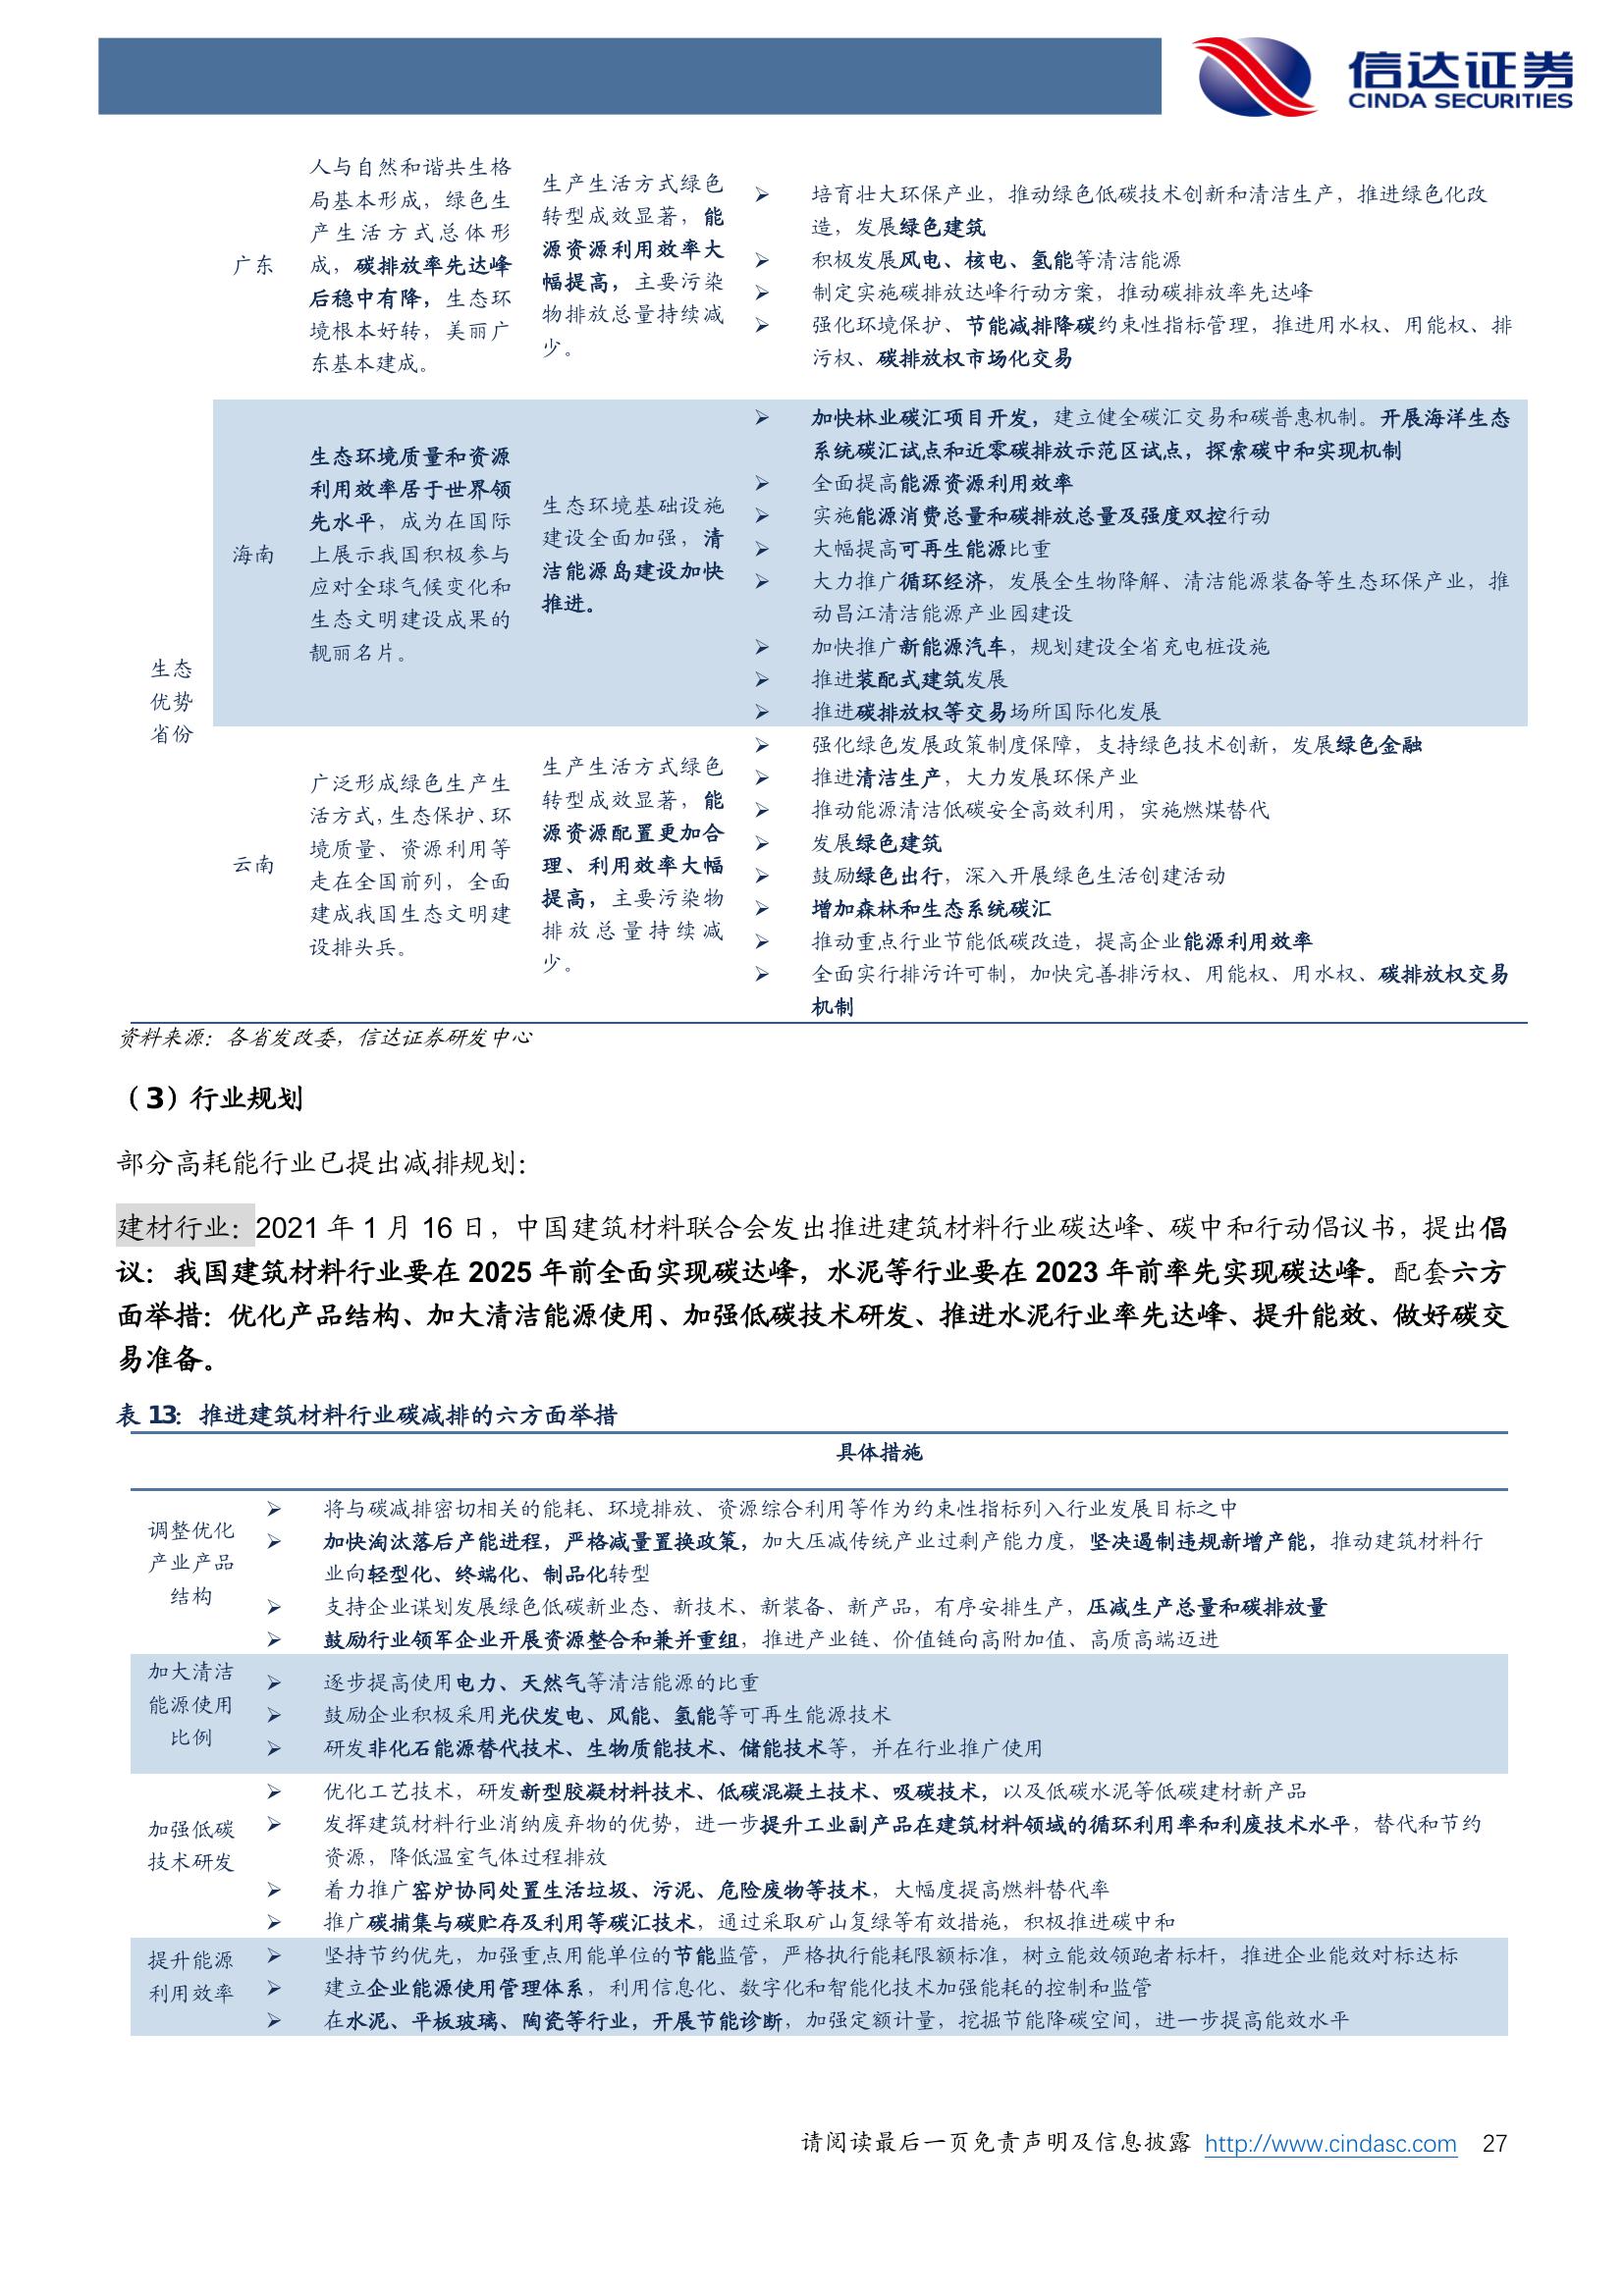 信达证券
CINDA SECURITIES
生态
优势
省份
广东
人与自然和谐共生格
局基本形成，绿色生
产生活方式总体形
成，碳排放率先达峰
后稳中有降，生态环
境根本好转，美丽广
东基本建成。
生产生活方式绿色
转型成效显著，能
源资源利用效率大
幅提高，主要污染
物排放总量持续减
少。
➢ 培育壮大环保产业，推动绿色低碳技术创新和清洁生产，推进绿色化改
造，发展绿色建筑
➢ 积极发展风电、核电、氢能等清洁能源
➢ 制定实施碳排放达峰行动方案，推动碳排放率先达峰
➢ 强化环境保护、节能减排降碳约束性指标管理，推进用水权、用能权、排
污权、碳排放权市场化交易
海南
生态环境质量和资源
利用效率居于世界领
先水平，成为在国际
上展示我国积极参与
应对全球气候变化和
生态文明建设成果的
靓丽名片。
生态环境基础设施
建设全面加强，清
洁能源岛建设加快
推进。
➢ 加快林业碳汇项目开发，建立健全碳汇交易和碳普惠机制。开展海洋生态
系统碳汇试点和近零碳排放示范区试点，探索碳中和实现机制
➢ 全面提高能源资源利用效率
➢ 实施能源消费总量和碳排放总量及强度双控行动
➢ 大幅提高可再生能源比重
➢ 大力推广循环经济，发展全生物降解、清洁能源装备等生态环保产业，推
动昌江清洁能源产业园建设
➢ 加快推广新能源汽车，规划建设全省充电桩设施
➢ 推进装配式建筑发展
➢ 推进碳排放权等交易场所国际化发展
云南
广泛形成绿色生产生
活方式，生态保护、环
境质量、资源利用等
走在全国前列，全面
建成我国生态文明建
设排头兵。
生产生活方式绿色
转型成效显著，能
源资源配置更加合
理、利用效率大幅
提高，主要污染物
排放总量持续减
少。
➢ 强化绿色发展政策制度保障，支持绿色技术创新，发展绿色金融
➢ 推进清洁生产，大力发展环保产业
➢ 推动能源清洁低碳安全高效利用，实施燃煤替代
➢ 发展绿色建筑
➢ 鼓励绿色出行，深入开展绿色生活创建活动
➢ 增加森林和生态系统碳汇
➢ 推动重点行业节能低碳改造，提高企业能源利用效率
➢ 全面实行排污许可制，加快完善排污权、用能权、用水权、碳排放权交易
机制
资料来源：各省发改委，信达证券研发中心
（3）行业规划
部分高耗能行业已提出减排规划：
建材行业：2021 年 1 月 16 日，中国建筑材料联合会发出推进建筑材料行业碳达峰、碳中和行动倡议书，提出倡
议：我国建筑材料行业要在 2025 年前全面实现碳达峰，水泥等行业要在 2023 年前率先实现碳达峰。配套六方
面举措：优化产品结构、加大清洁能源使用、加强低碳技术研发、推进水泥行业率先达峰、提升能效、做好碳交
易准备。
表 13：推进建筑材料行业碳减排的六方面举措
具体措施
调整优化
产业产品
结构
➢ 将与碳减排密切相关的能耗、环境排放、资源综合利用等作为约束性指标列入行业发展目标之中
➢ 加快淘汰落后产能进程，严格减量置换政策，加大压减传统产业过剩产能力度，坚决遏制违规新增产能，推动建筑材料行
业向轻型化、终端化、制品化转型
➢ 支持企业谋划发展绿色低碳新业态、新技术、新装备、新产品，有序安排生产，压减生产总量和碳排放量
➢ 鼓励行业领军企业开展资源整合和兼并重组，推进产业链、价值链向高附加值、高质高端迈进
加大清洁
能源使用
比例
➢ 逐步提高使用电力、天然气等清洁能源的比重
➢ 鼓励企业积极采用光伏发电、风能、氢能等可再生能源技术
➢ 研发非化石能源替代技术、生物质能技术、储能技术等，并在行业推广使用
加强低碳
技术研发
➢ 优化工艺技术，研发新型胶凝材料技术、低碳混凝土技术、吸碳技术，以及低碳水泥等低碳建材新产品
➢ 发挥建筑材料行业消纳废弃物的优势，进一步提升工业副产品在建筑材料领域的循环利用率和利废技术水平，替代和节约
资源，降低温室气体过程排放
➢ 着力推广窑炉协同处置生活垃圾、污泥、危险废物等技术，大幅度提高燃料替代率
➢ 推广碳捕集与碳贮存及利用等碳汇技术，通过采取矿山复绿等有效措施，积极推进碳中和
提升能源
利用效率
➢ 坚持节约优先，加强重点用能单位的节能监管，严格执行能耗限额标准，树立能效领跑者标杆，推进企业能效对标达标
➢ 建立企业能源使用管理体系，利用信息化、数字化和智能化技术加强能耗的控制和监管
➢ 在水泥、平板玻璃、陶瓷等行业，开展节能诊断，加强定额计量，挖掘节能降碳空间，进一步提高能效水平
请阅读最后一页免责声明及信息披露 http://www.cindasc.com 27